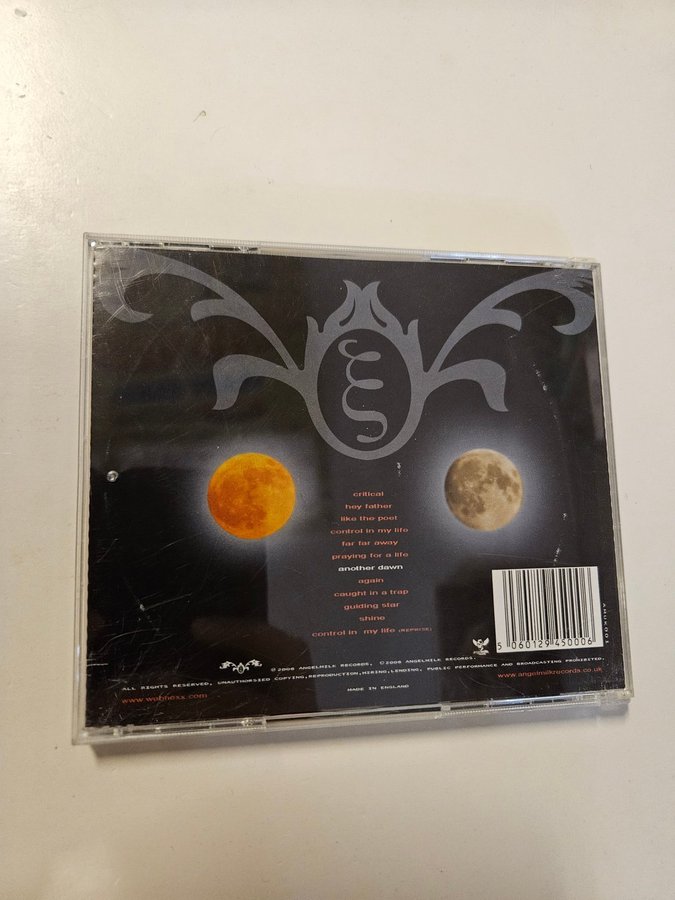 critical
hey father
like the poet
control in my life
far far away
praying for a life
another dawn
again
caught in a trap
guiding star
shine
control in my life (REPRISE)
5 060129 450006
©2006 ANGELMILK RECORDS. ©2006 ANGELMILK RECORDS.
ALL RIGHTS RESERVED. UNAUTHORSIED COPYING,REPRODUCTION,HIRING,LENDING, PUBLIC PERFORMANCE AND BROADCASTING PROHIBITED.
MADE IN ENGLAND
www.angelmilkrecords.co.uk